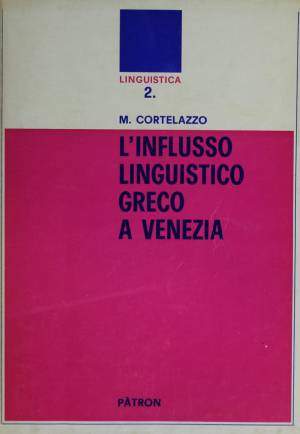 LINGUISTICA
2.
M. CORTELAZZO
L'INFLUSSO
LINGUISTICO
GRECO
A VENEZIA
PÀTRON